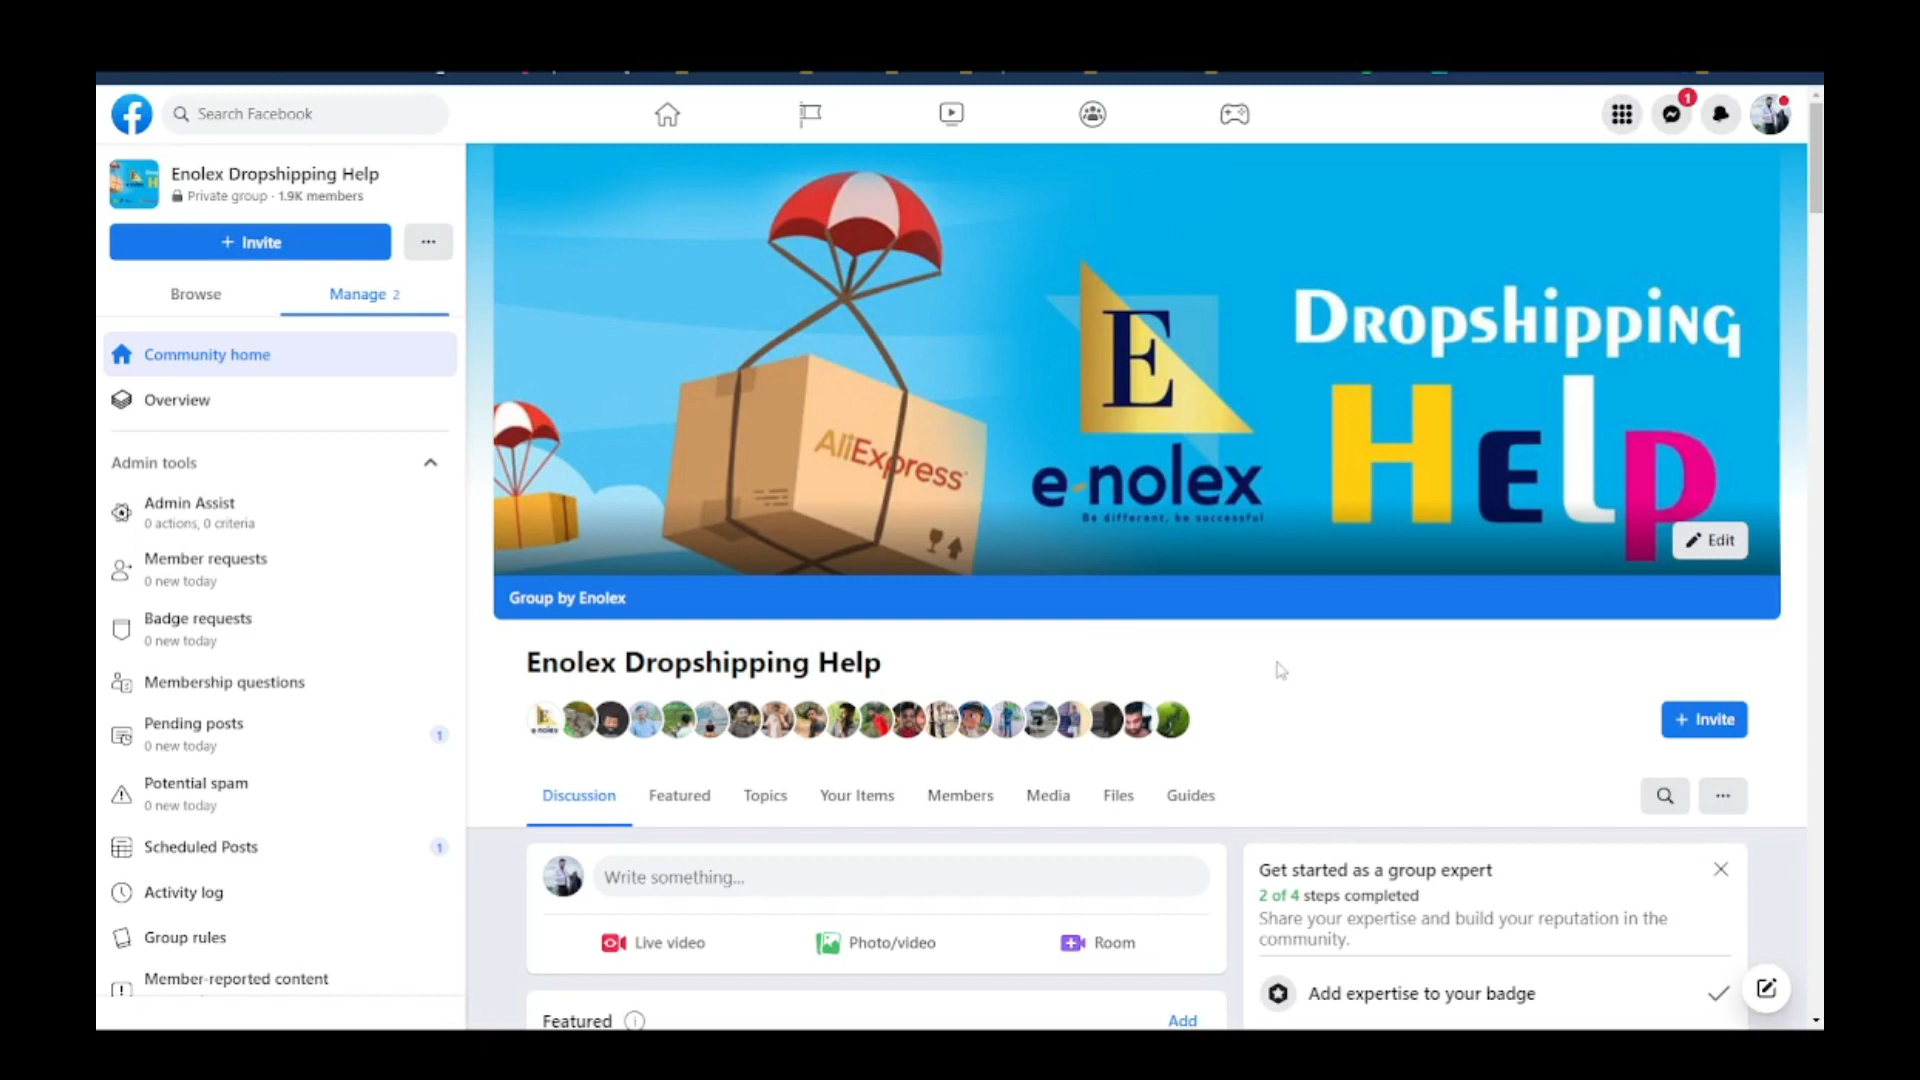 Search Facebook
1
Enolex Dropshipping Help
Private group · 1.9K members
+ Invite
Browse
Manage 2
Community home
Overview
Admin tools
Admin Assist
0 actions, 0 criteria
Member requests
0 new today
Badge requests
0 new today
Membership questions
Pending posts
0 new today
1
Potential spam
0 new today
Scheduled Posts
1
Activity log
Group rules
Member-reported content
AliExpress
E
e-nolex
Be different, be successful
Dropshipping
Help
Edit
Group by Enolex
Enolex Dropshipping Help
E
e-nolex
+ Invite
Discussion
Featured
Topics
Your Items
Members
Media
Files
Guides
Write something...
Live video
Photo/video
Room
Featured
Add
Get started as a group expert
2 of 4 steps completed
Share your expertise and build your reputation in the
community.
Add expertise to your badge